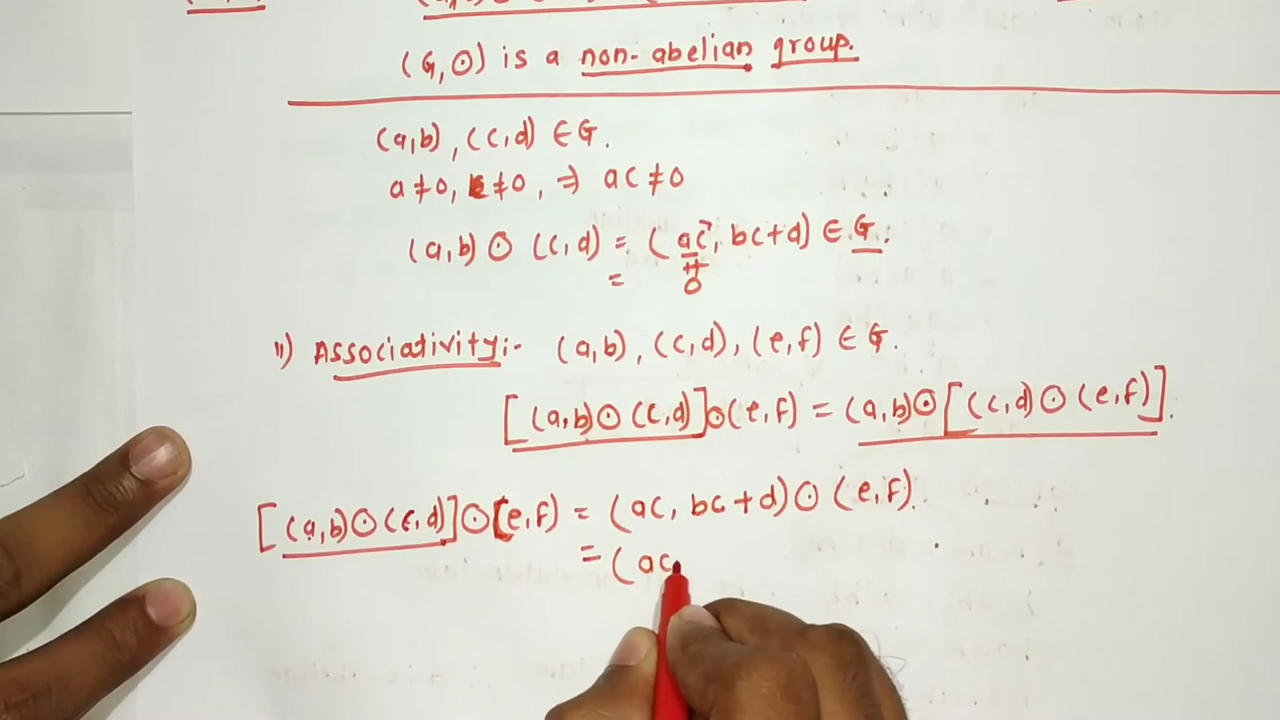 (G, ⊙) is a non-abelian group.
(a,b), (c,d) ∈ G.
a≠0, c≠0, ⇒ ac≠0
(a,b) ⊙ (c,d) = (ac, bc+d) ∈ G.
= ≠ 0
ii) Associativity:- (a,b), (c,d), (e,f) ∈ G.
[(a,b)⊙(c,d)]⊙(e,f) = (a,b)⊙[(c,d)⊙(e,f)].
[(a,b)⊙(c,d)]⊙(e,f) = (ac, bc+d)⊙(e,f).
= (ac